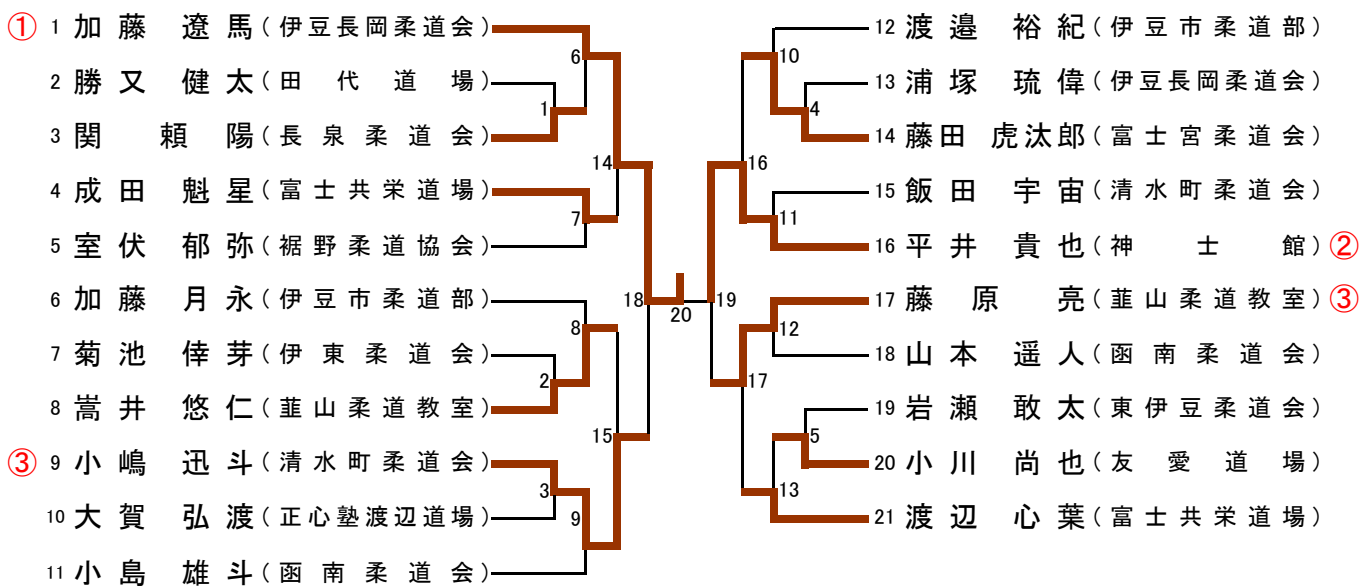 ① 1 加藤 遼馬 (伊豆長岡柔道会)
2 勝又 健太 (田代道場)
3 関 頼陽 (長泉柔道会)
4 成田 魁星 (富士共栄道場)
5 室伏 郁弥 (裾野柔道協会)
6 加藤 月永 (伊豆市柔道部)
7 菊池 倖芽 (伊東柔道会)
8 嵩井 悠仁 (韮山柔道教室)
③ 9 小嶋 迅斗 (清水町柔道会)
10 大賀 弘渡 (正心塾渡辺道場)
11 小島 雄斗 (函南柔道会)
6
1
14
7
18
8
2
15
3
9
20
10
4
16
11
19
12
17
5
13
12 渡邉 裕紀 (伊豆市柔道部)
13 浦塚 琉偉 (伊豆長岡柔道会)
14 藤田 虎汰郎 (富士宮柔道会)
15 飯田 宇宙 (清水町柔道会)
16 平井 貴也 (神士館) ②
17 藤原 亮 (韮山柔道教室) ③
18 山本 遥人 (函南柔道会)
19 岩瀬 敢太 (東伊豆柔道会)
20 小川 尚也 (友愛道場)
21 渡辺 心葉 (富士共栄道場)